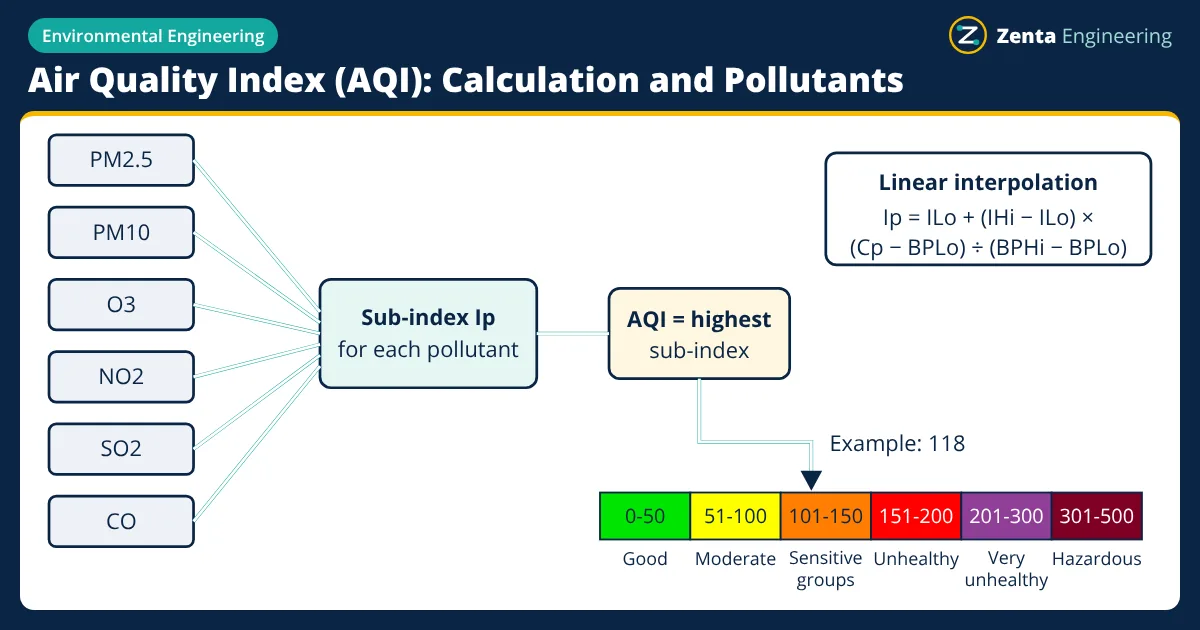 Environmental Engineering
Zenta Engineering
Air Quality Index (AQI): Calculation and Pollutants
PM2.5
PM10
O3
NO2
SO2
CO
Sub-index Ip
for each pollutant
AQI = highest
sub-index
Linear interpolation
Ip = ILo + (IHi − ILo) ×
(Cp − BPLo) ÷ (BPHi − BPLo)
Example: 118
0-50
51-100
101-150
151-200
201-300
301-500
Good
Moderate
Sensitive
groups
Unhealthy
Very
unhealthy
Hazardous